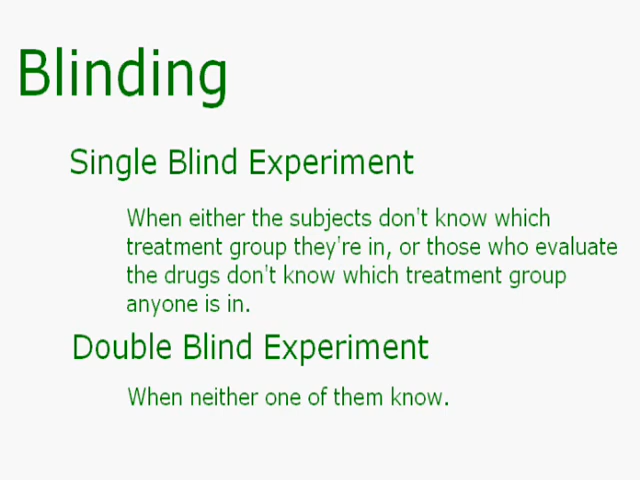 Blinding
Single Blind Experiment
When either the subjects don't know which
treatment group they're in, or those who evaluate
the drugs don't know which treatment group
anyone is in.
Double Blind Experiment
When neither one of them know.